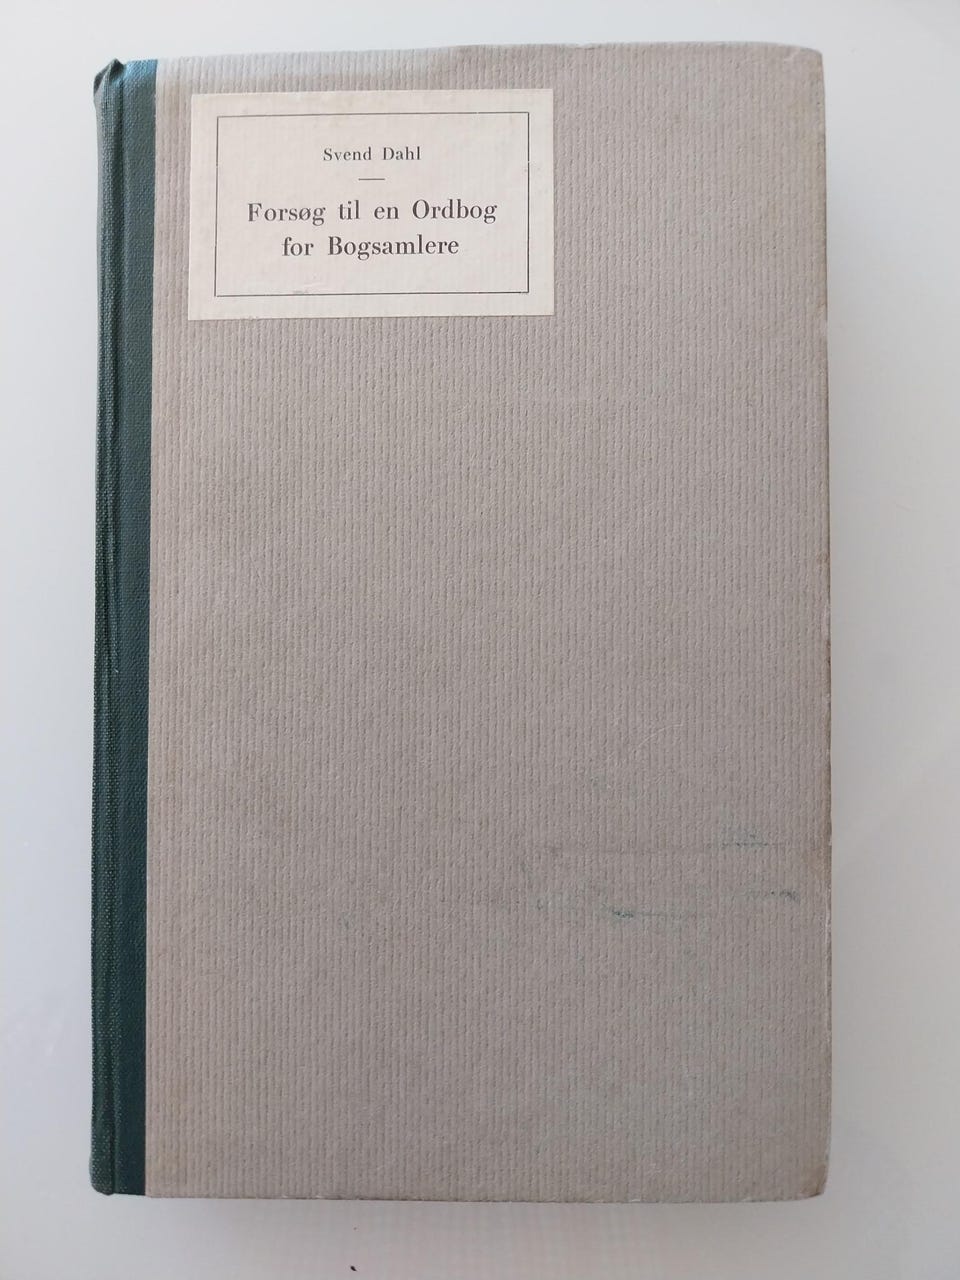 Svend Dahl
Forsøg til en Ordbog
for Bogsamlere